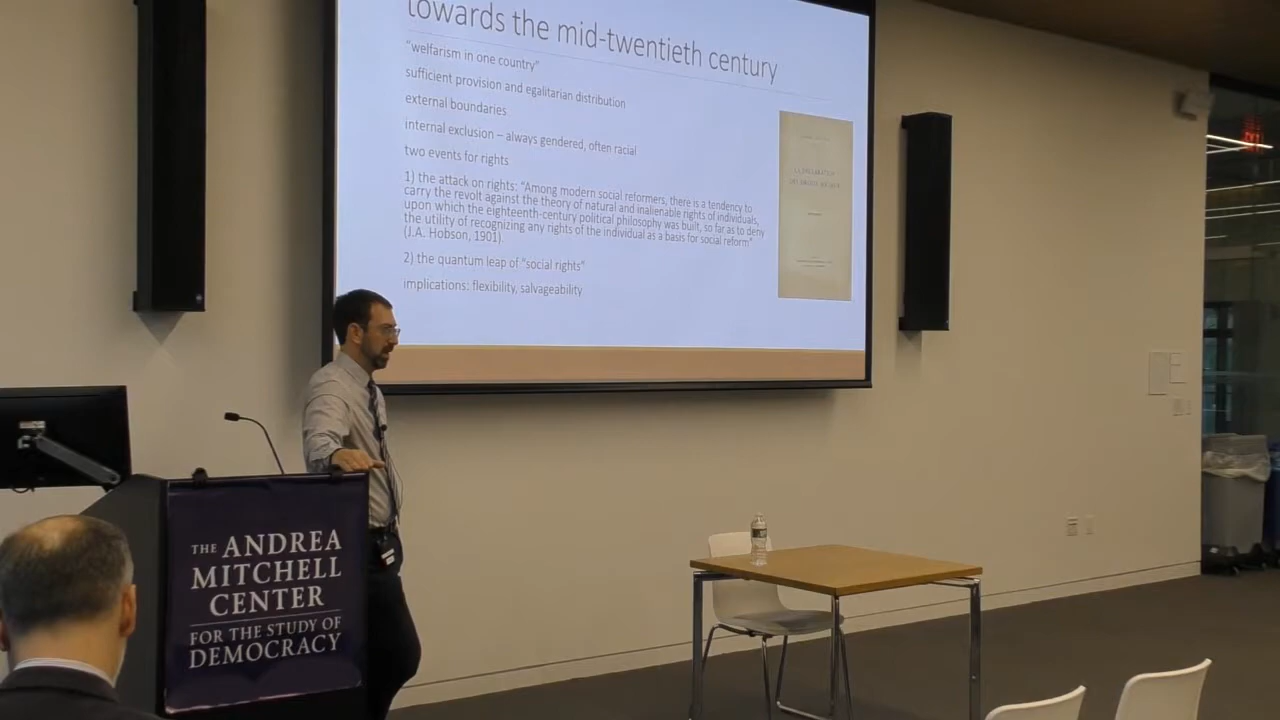 towards the mid-twentieth century
"welfarism in one country"
sufficient provision and egalitarian distribution
external boundaries
internal exclusion – always gendered, often racial
two events for rights
1) the attack on rights: "Among modern social reformers, there is a tendency to
carry the revolt against the theory of natural and inalienable rights of individuals,
upon which the eighteenth-century political philosophy was built, so far as to deny
the utility of recognizing any rights of the individual as a basis for social reform"
(J.A. Hobson, 1901).
2) the quantum leap of "social rights"
implications: flexibility, salvageability
LA DÉCLARATION
DES DROITS SOCIAUX
THE ANDREA
MITCHELL
CENTER
FOR THE STUDY OF
DEMOCRACY